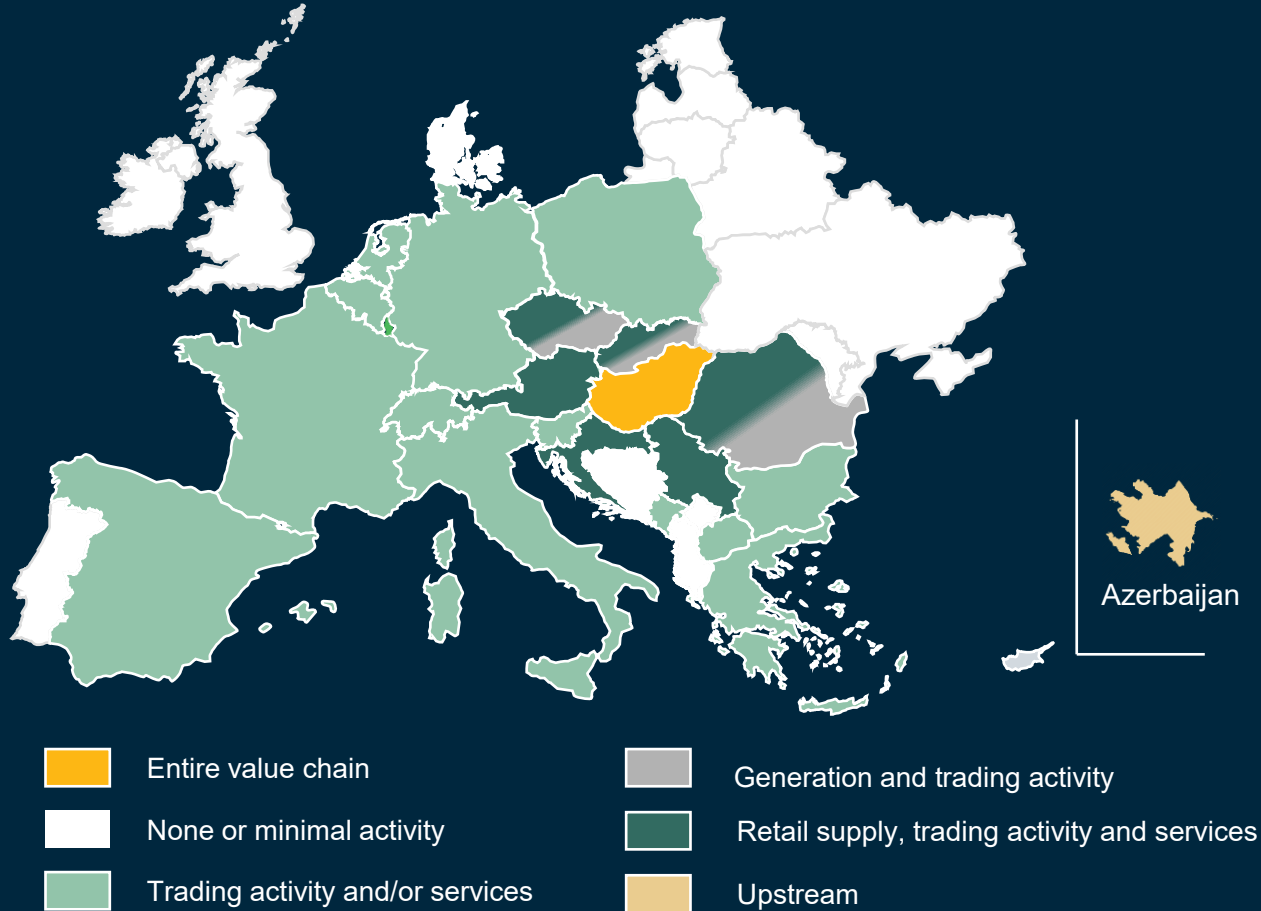 Azerbaijan
Entire value chain
None or minimal activity
Trading activity and/or services
Generation and trading activity
Retail supply, trading activity and services
Upstream